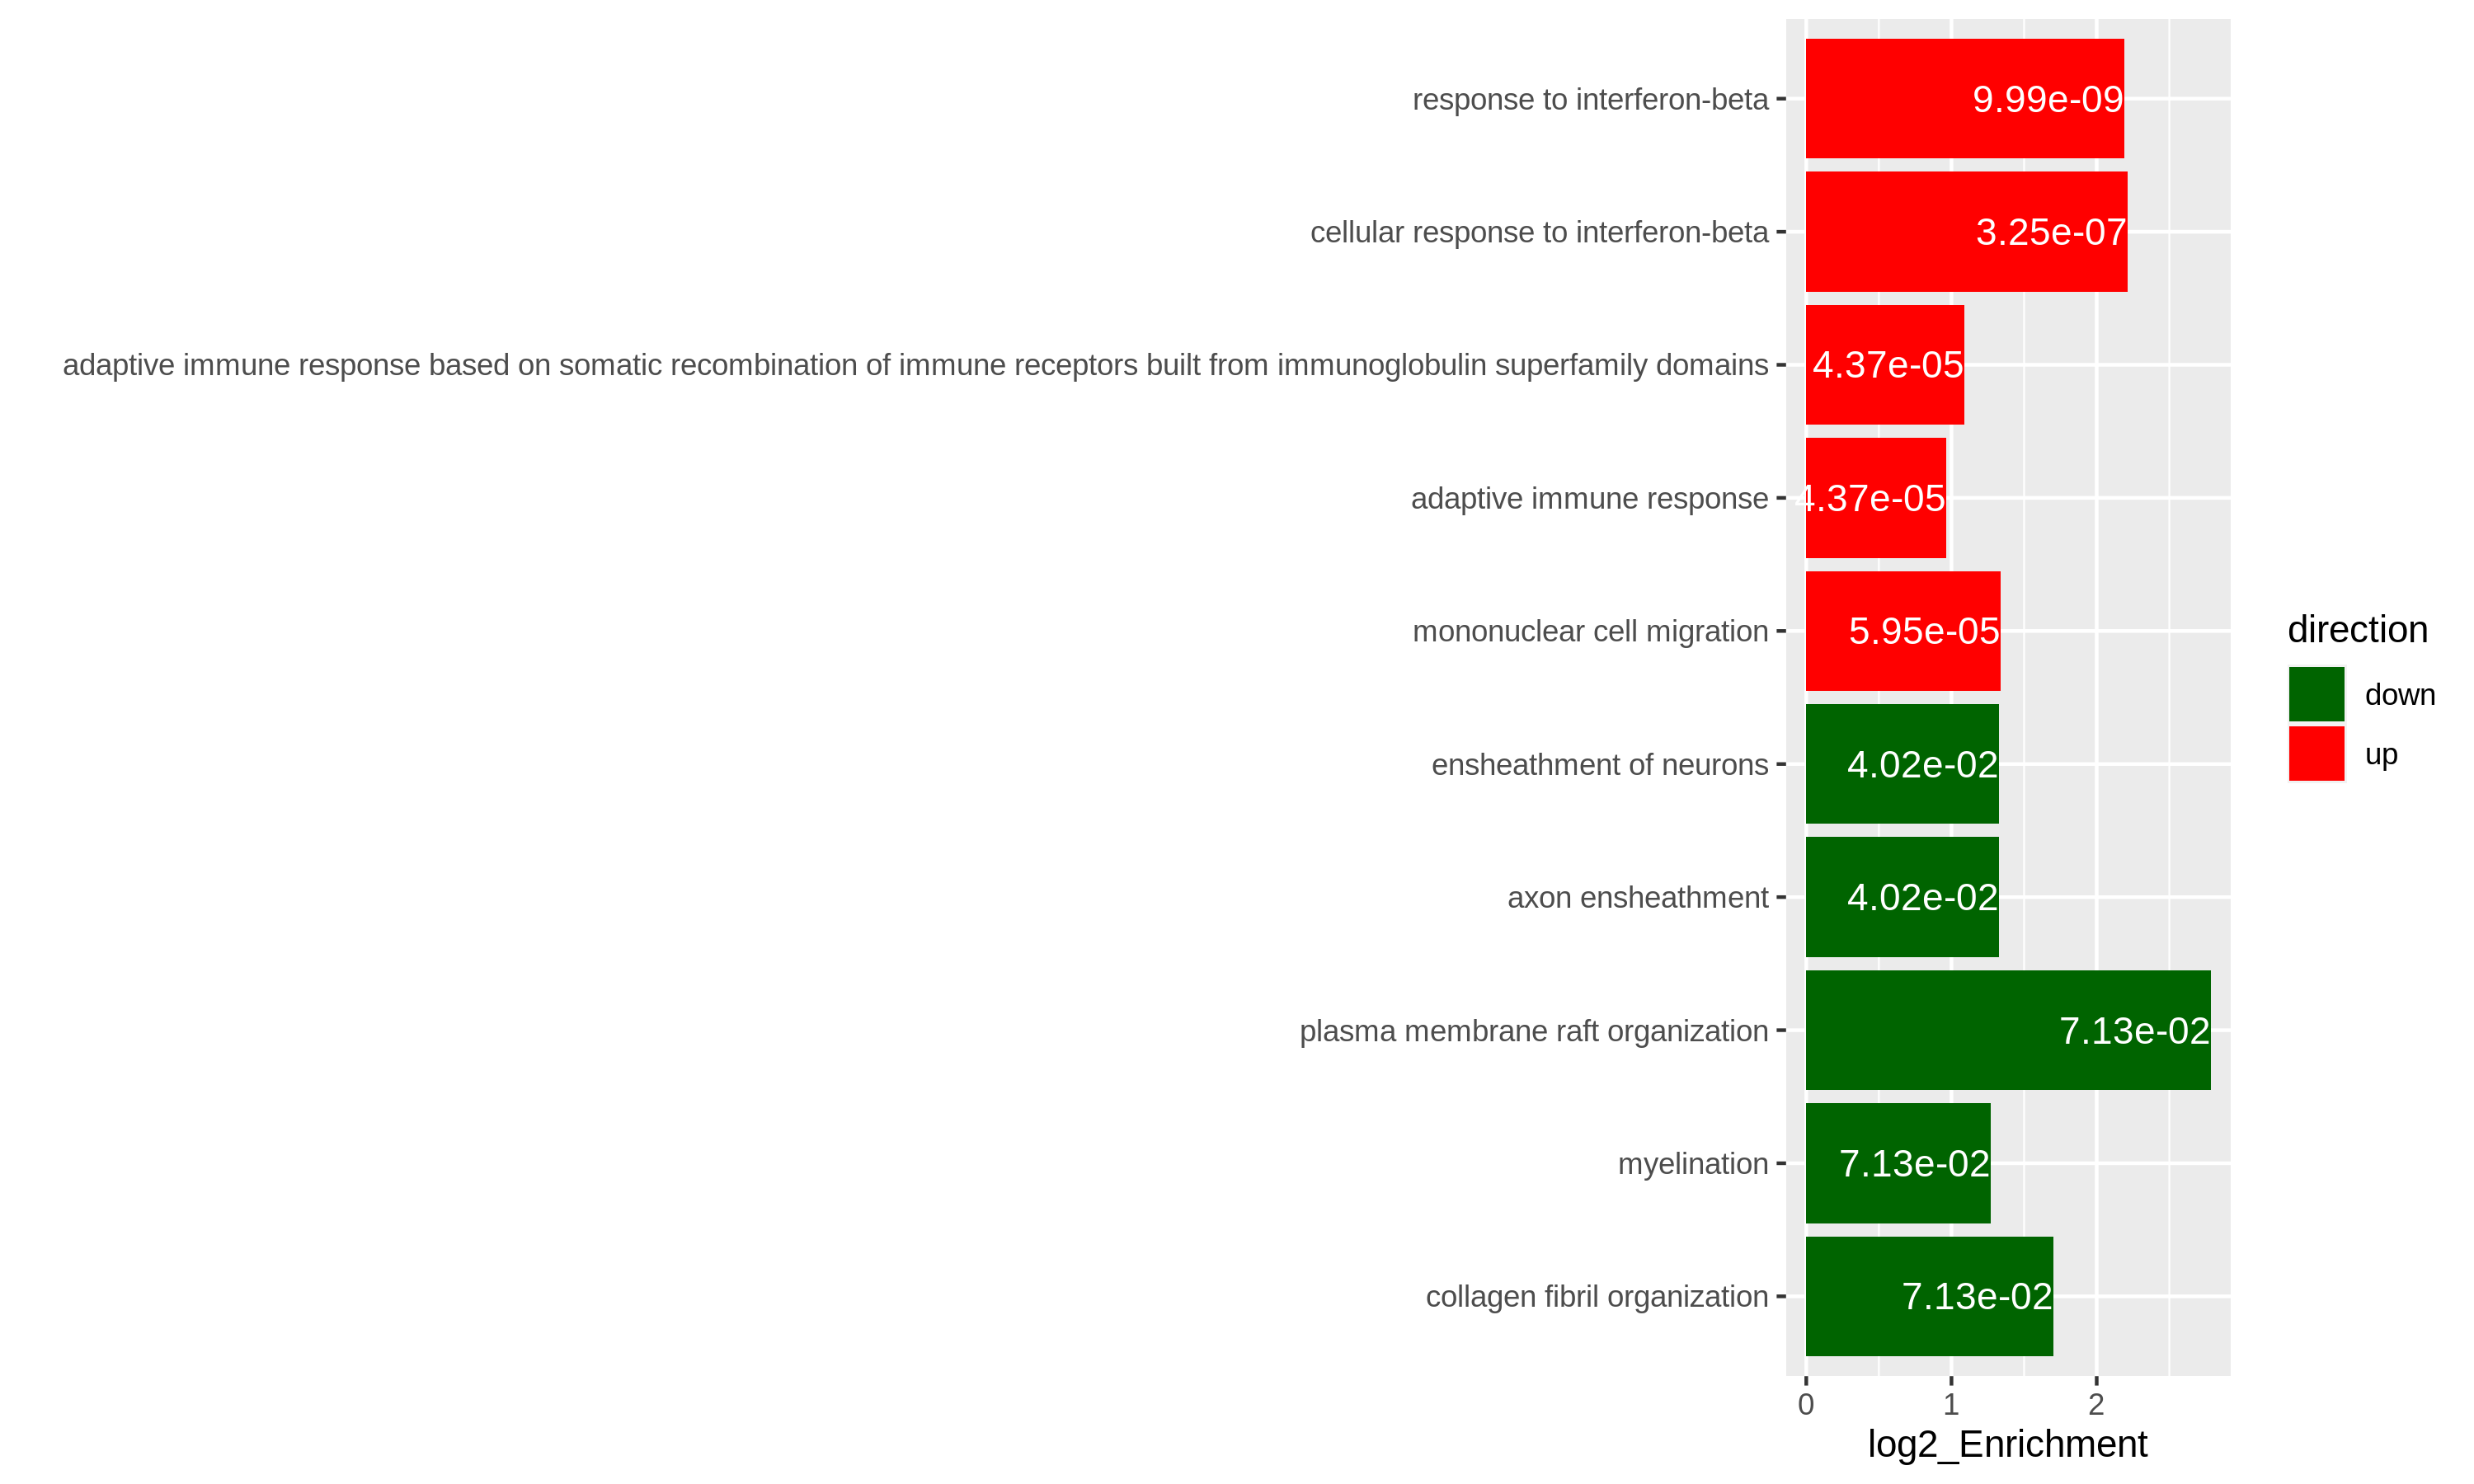 response to interferon-beta
9.99e-09
cellular response to interferon-beta
3.25e-07
adaptive immune response based on somatic recombination of immune receptors built from immunoglobulin superfamily domains
4.37e-05
adaptive immune response
4.37e-05
mononuclear cell migration
5.95e-05
ensheathment of neurons
4.02e-02
axon ensheathment
4.02e-02
plasma membrane raft organization
7.13e-02
myelination
7.13e-02
collagen fibril organization
7.13e-02
0 1 2
log2_Enrichment
direction
down
up